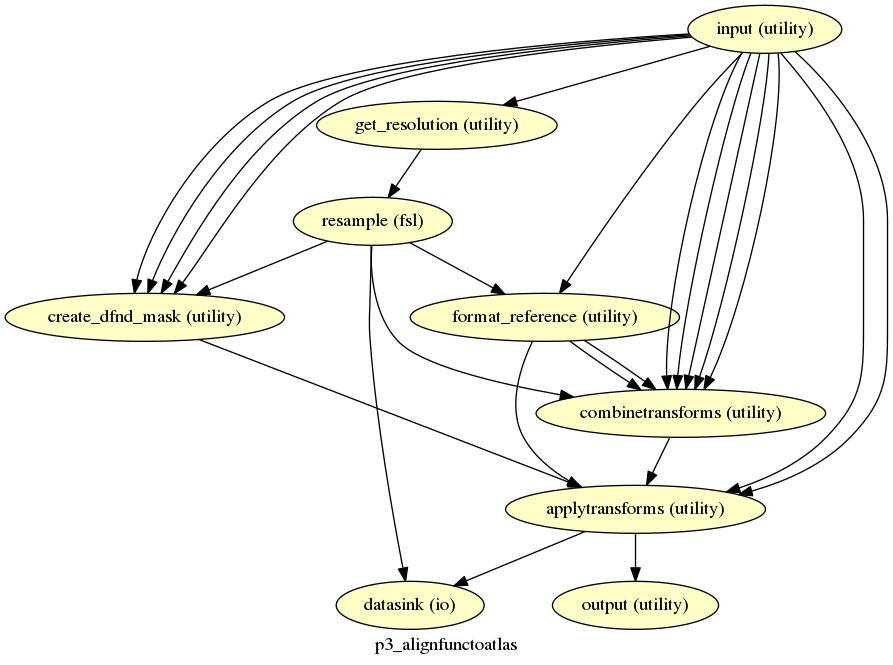 input (utility)
get_resolution (utility)
resample (fsl)
create_dfnd_mask (utility)
format_reference (utility)
combinetransforms (utility)
applytransforms (utility)
datasink (io)
output (utility)
p3_alignfunctoatlas